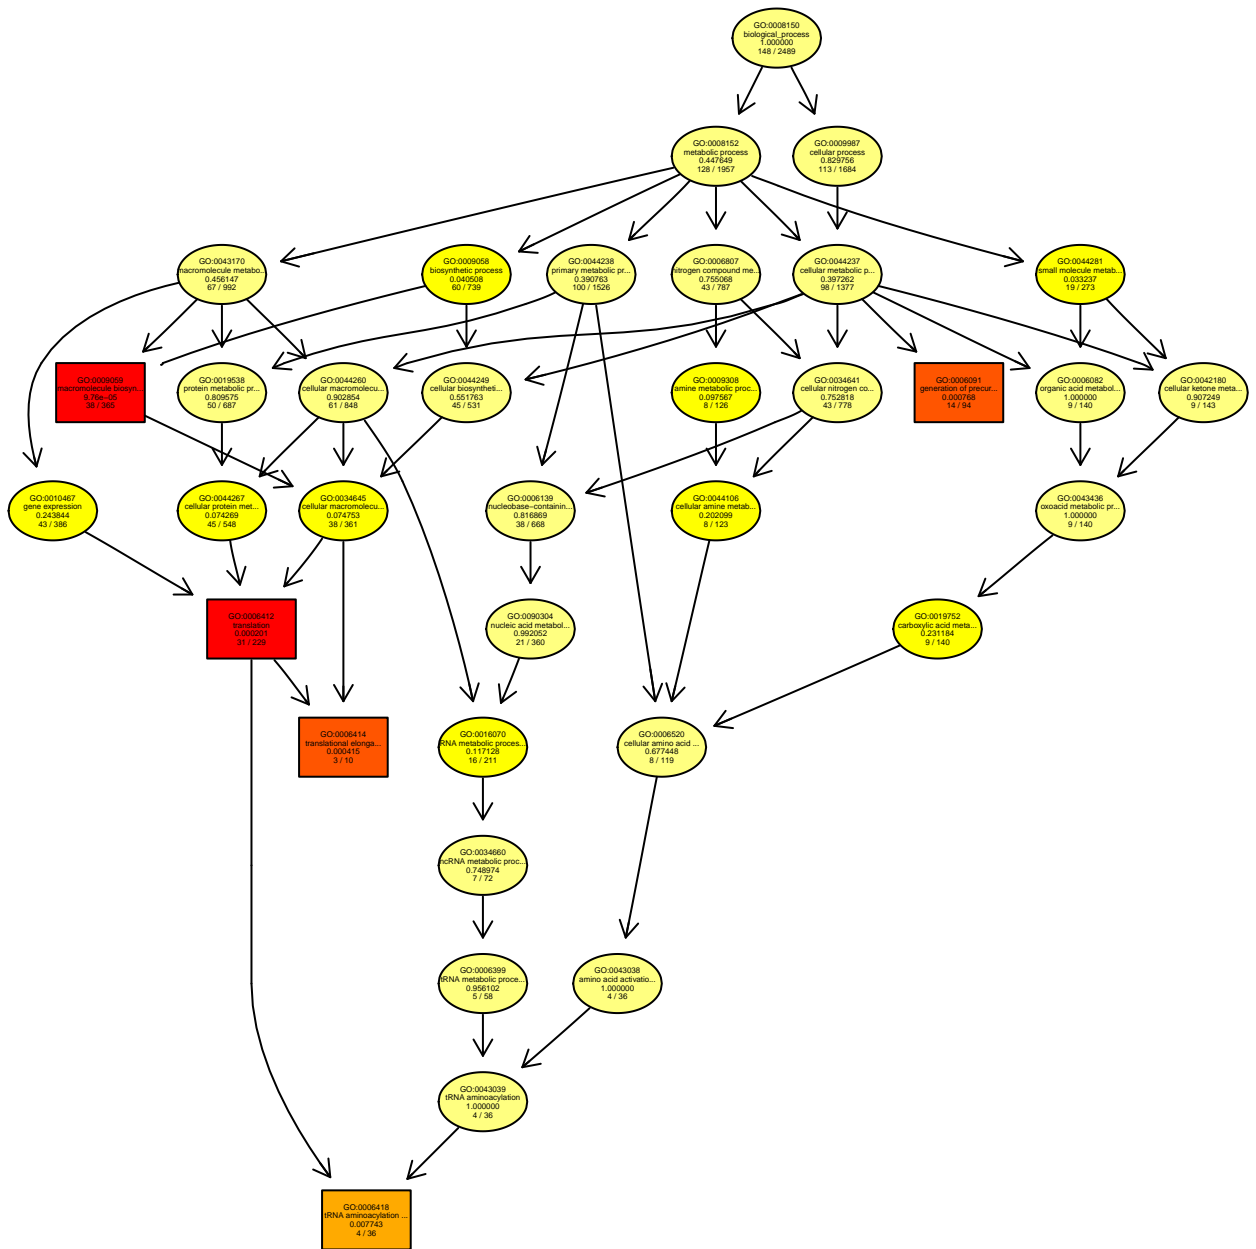 GO:0008150
biological_process
1.000000
148 / 2489
GO:0008152
metabolic process
0.447649
128 / 1957
GO:0009987
cellular process
0.829756
113 / 1684
GO:0043170
macromolecule metabo...
0.456147
67 / 992
GO:0009058
biosynthetic process
0.040508
60 / 739
GO:0044238
primary metabolic pr...
0.390763
100 / 1526
GO:0006807
nitrogen compound me...
0.755068
43 / 787
GO:0044237
cellular metabolic p...
0.397262
98 / 1377
GO:0044281
small molecule metab...
0.033237
19 / 273
GO:0009059
macromolecule biosyn...
9.76e−05
38 / 365
GO:0019538
protein metabolic pr...
0.809575
50 / 687
GO:0044260
cellular macromolecu...
0.902854
61 / 848
GO:0044249
cellular biosyntheti...
0.551763
45 / 531
GO:0009308
amine metabolic proc...
0.097567
8 / 126
GO:0034641
cellular nitrogen co...
0.752818
43 / 778
GO:0006091
generation of precur...
0.000768
14 / 94
GO:0006082
organic acid metabol...
1.000000
9 / 140
GO:0042180
cellular ketone meta...
0.907249
9 / 143
GO:0010467
gene expression
0.243844
43 / 386
GO:0044267
cellular protein met...
0.074269
45 / 548
GO:0034645
cellular macromolecu...
0.074753
38 / 361
GO:0006139
nucleobase−containin...
0.816869
38 / 668
GO:0044106
cellular amine metab...
0.202099
8 / 123
GO:0043436
oxoacid metabolic pr...
1.000000
9 / 140
GO:0006412
translation
0.000201
31 / 229
GO:0090304
nucleic acid metabol...
0.992052
21 / 360
GO:0019752
carboxylic acid meta...
0.231184
9 / 140
GO:0006414
translational elonga...
0.000415
3 / 10
GO:0016070
RNA metabolic proces...
0.117128
16 / 211
GO:0006520
cellular amino acid ...
0.677448
8 / 119
GO:0034660
ncRNA metabolic proc...
0.748974
7 / 72
GO:0006399
tRNA metabolic proce...
0.956102
5 / 58
GO:0043038
amino acid activatio...
1.000000
4 / 36
GO:0043039
tRNA aminoacylation
1.000000
4 / 36
GO:0006418
tRNA aminoacylation ...
0.007743
4 / 36